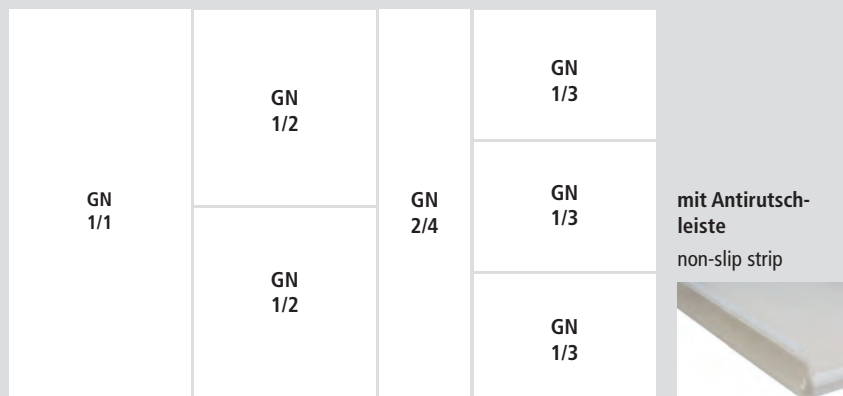 GN
1/1
GN
1/2
GN
1/2
GN
2/4
GN
1/3
GN
1/3
GN
1/3
mit Antirutsch-
leiste
non-slip strip